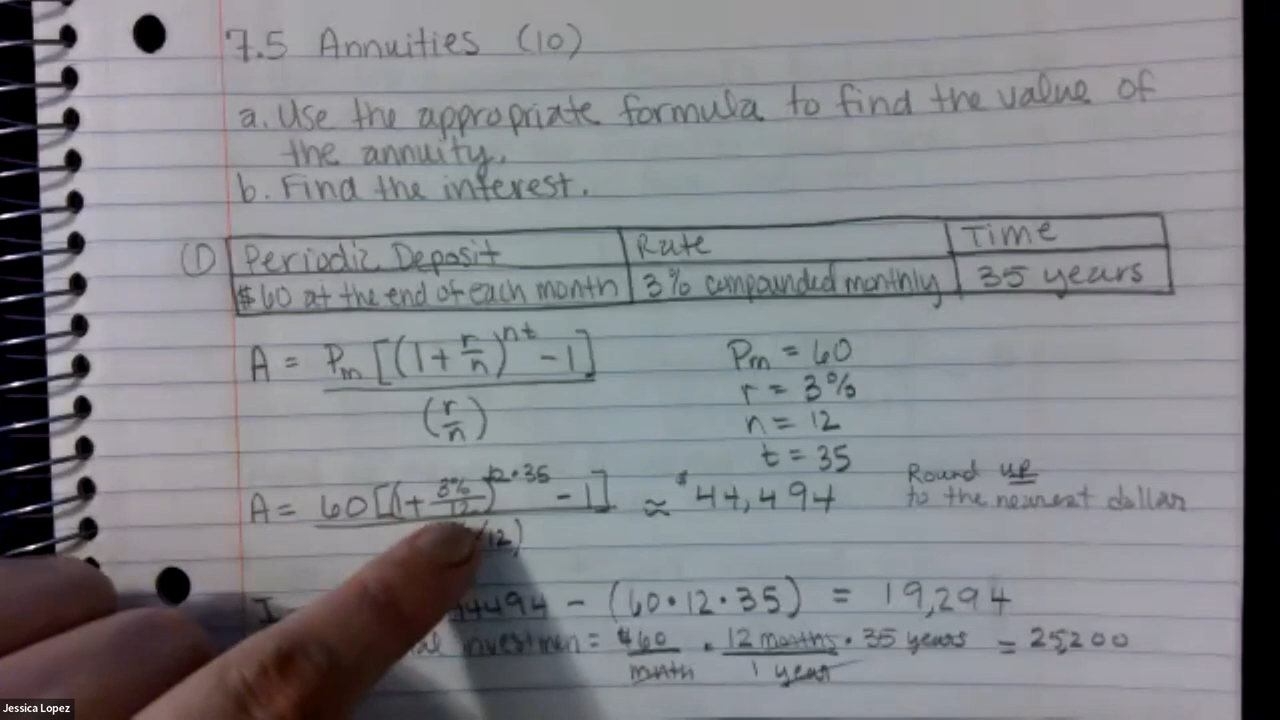 7.5 Annuities (10)
a. Use the appropriate formula to find the value of
the annuity.
b. Find the interest.
(1) Periodic Deposit Rate Time
$60 at the end of each month 3% compounded monthly 35 years
A = Pm [(1 + r/n)^nt - 1] / (r/n)
Pm = 60
r = 3%
n = 12
t = 35
A = 60 [(1 + 3%/12)^12·35 - 1] ≈ $44,494
/12)
Round up
to the nearest dollar
I 44494 - (60·12·35) = 19,294
= $60/month · 12 months/1 year · 35 years = 25,200
Jessica Lopez